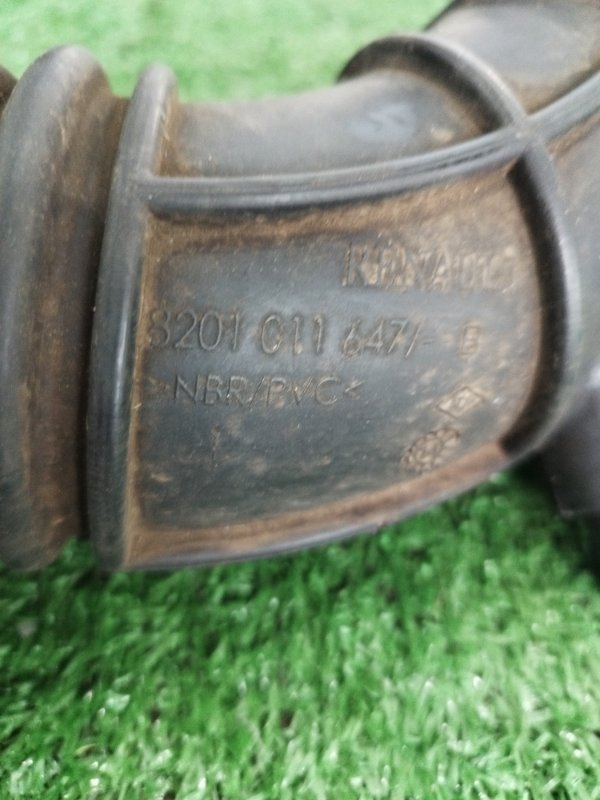 RENAULT
8201 011 647/--B
>NBR/PVC<